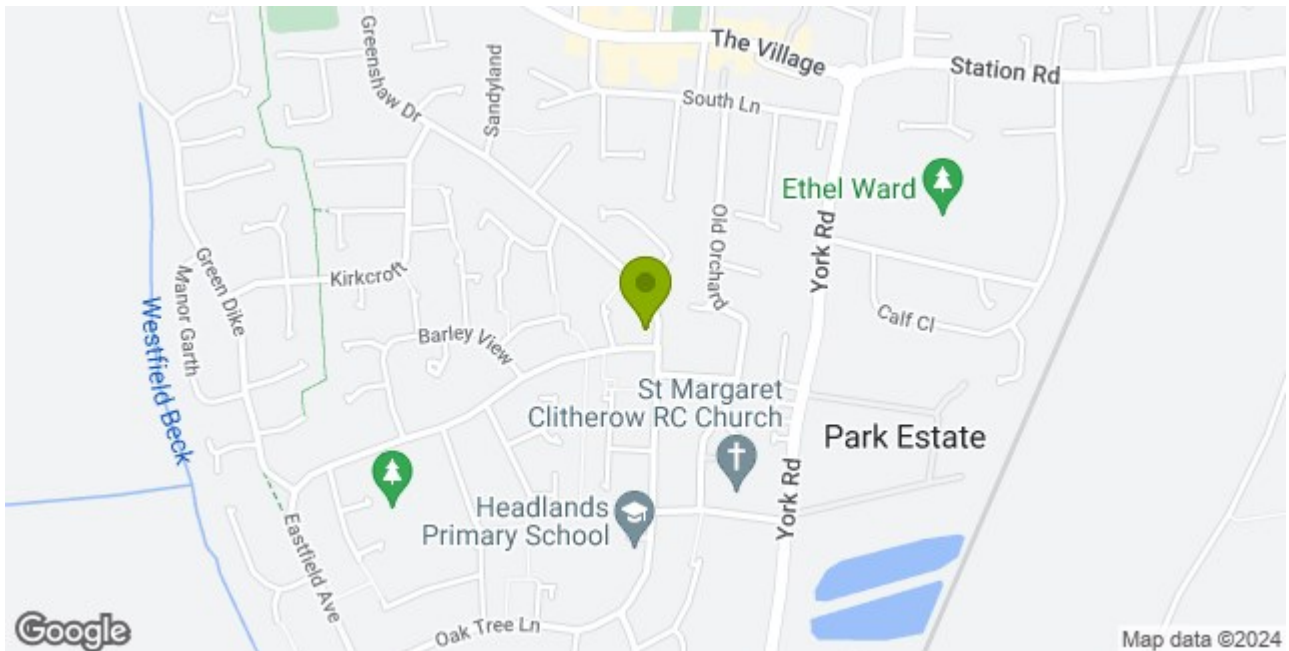 Greenshaw Dr
Sandyland
The Village
Station Rd
South Ln
Ethel Ward
Old Orchard
York Rd
Green Dike
Manor Garth
Kirkcroft
Calf Cl
Westfield Beck
Barley View
St Margaret
Clitherow RC Church
Park Estate
Headlands
Primary School
York Rd
Eastfield Ave
Oak Tree Ln
Google
Map data ©2024